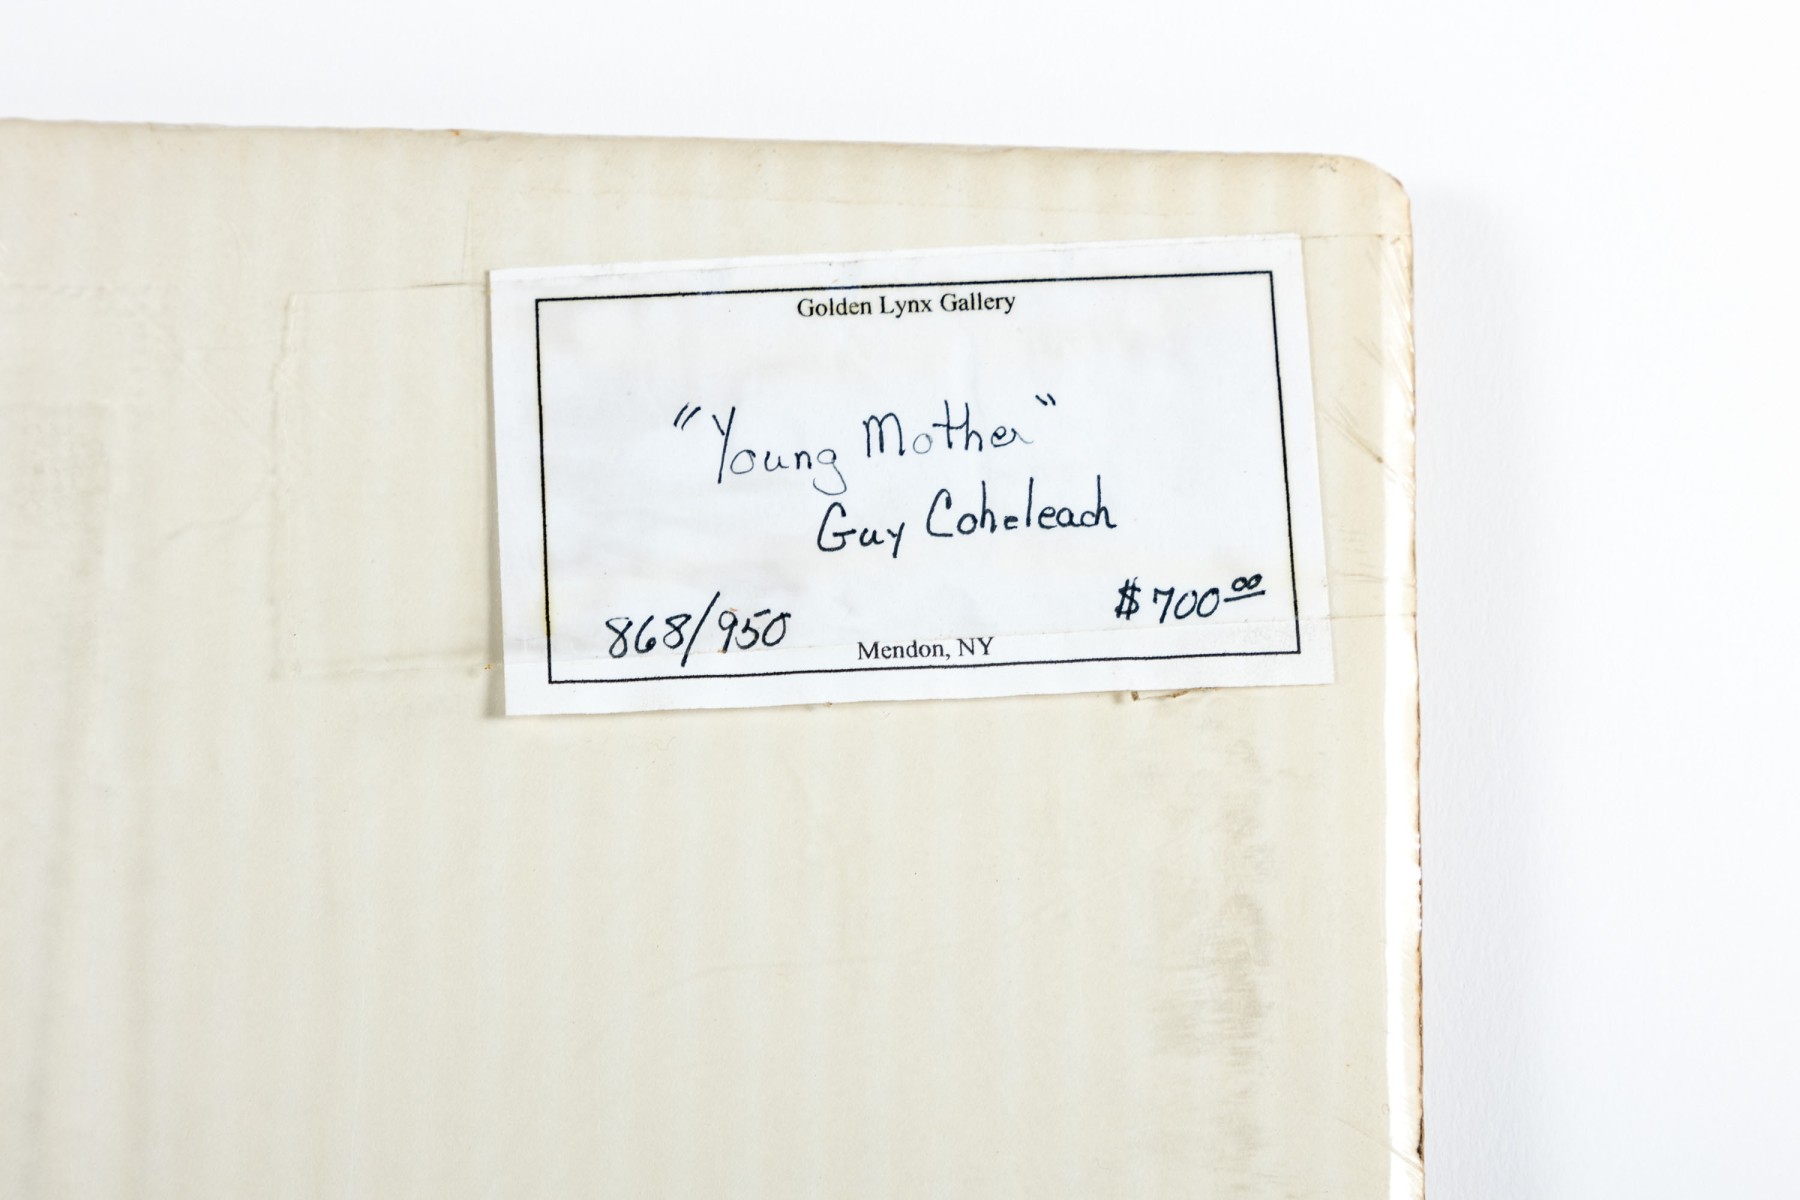 Golden Lynx Gallery
"Young Mother"
Guy Coheleach
868/950
$700.00
Mendon, NY